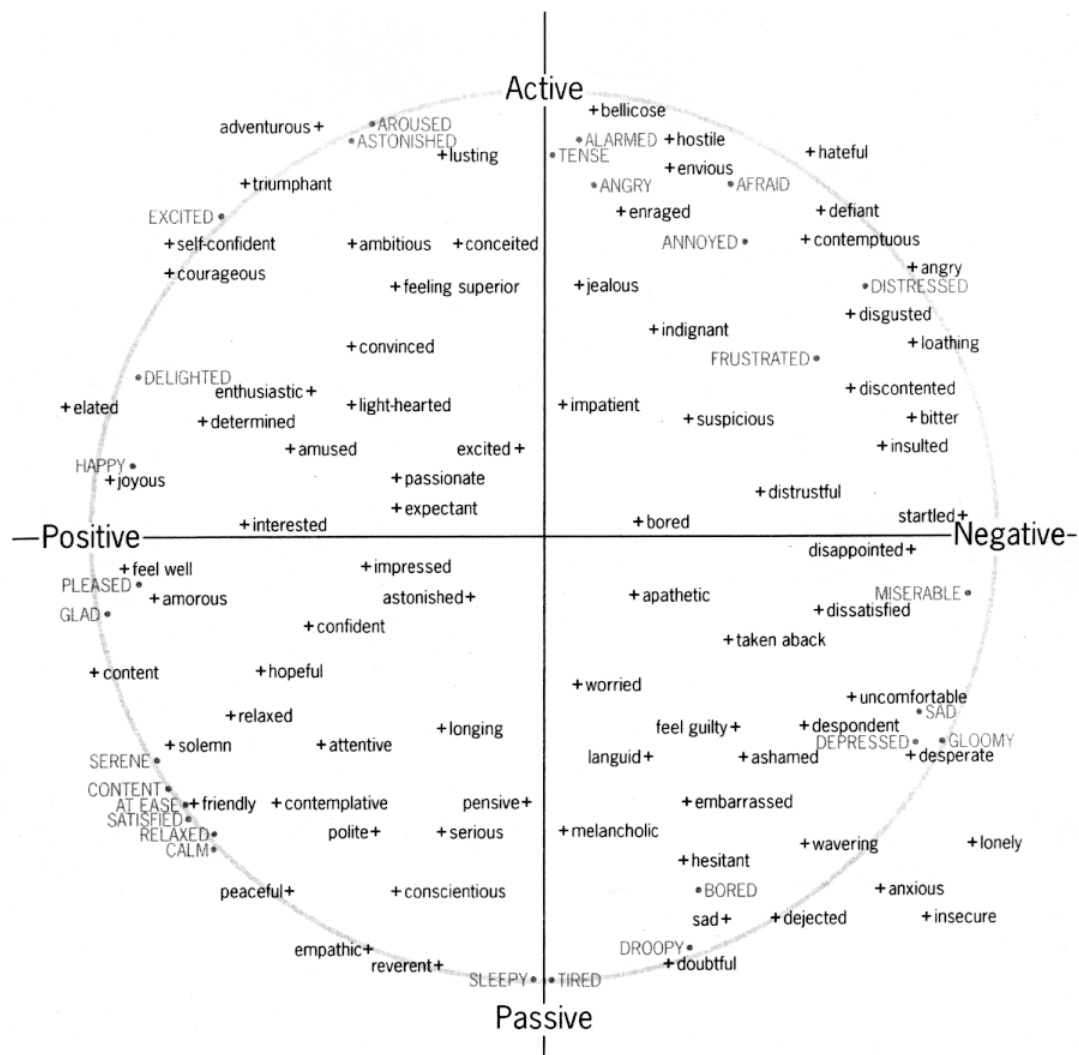 Active
+bellicose
adventurous+
•AROUSED
•ASTONISHED
•ALARMED
+hostile
+lusting
•TENSE
+hateful
+envious
+triumphant
•ANGRY
•AFRAID
EXCITED•
+enraged
+defiant
+self-confident
+ambitious
+conceited
ANNOYED•
+contemptuous
+courageous
+angry
+feeling superior
+jealous
•DISTRESSED
+disgusted
+indignant
+loathing
+convinced
FRUSTRATED•
•DELIGHTED
enthusiastic+
+discontented
+elated
+light-hearted
+impatient
+determined
+suspicious
+bitter
+amused
excited+
+insulted
HAPPY•
+joyous
+passionate
+distrustful
+expectant
+interested
+bored
startled+
Positive
Negative
disappointed+
+feel well
+impressed
PLEASED•
+amorous
astonished+
+apathetic
MISERABLE•
GLAD•
+dissatisfied
+confident
+taken aback
+content
+hopeful
+worried
+uncomfortable
•SAD
+relaxed
+longing
feel guilty+
+despondent
+solemn
+attentive
DEPRESSED•
•GLOOMY
SERENE•
languid+
+ashamed
+desperate
CONTENT•
AT EASE•
+friendly
+contemplative
pensive+
+embarrassed
SATISFIED•
RELAXED•
polite+
+serious
+melancholic
CALM•
+wavering
+lonely
+hesitant
peaceful+
+conscientious
•BORED
+anxious
sad+
+dejected
+insecure
empathic+
DROOPY•
reverent+
+doubtful
SLEEPY•
•TIRED
Passive